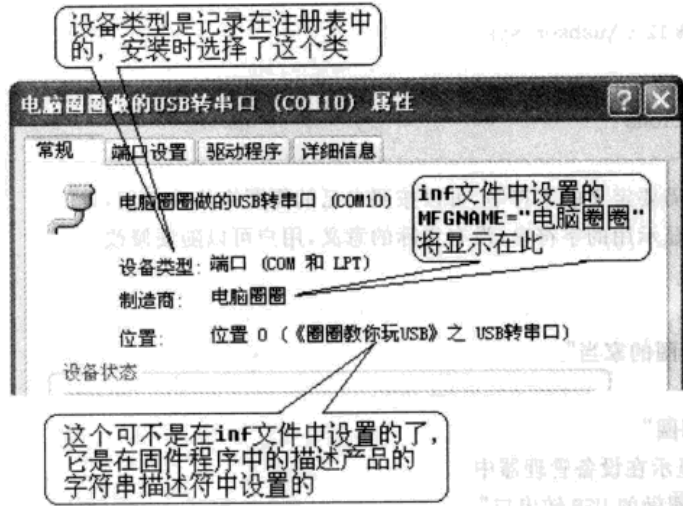 设备类型是记录在注册表中
的，安装时选择了这个类
电脑圈圈做的USB转串口 (COM10) 属性
常规 端口设置 驱动程序 详细信息
电脑圈圈做的USB转串口 (COM10)
inf文件中设置的
MFGNAME="电脑圈圈"
将显示在此
设备类型: 端口 (COM 和 LPT)
制造商: 电脑圈圈
位置: 位置 0 (《圈圈教你玩USB》之 USB转串口)
设备状态
这个可不是在inf文件中设置的了，
它是在固件程序中的描述产品的
字符串描述符中设置的